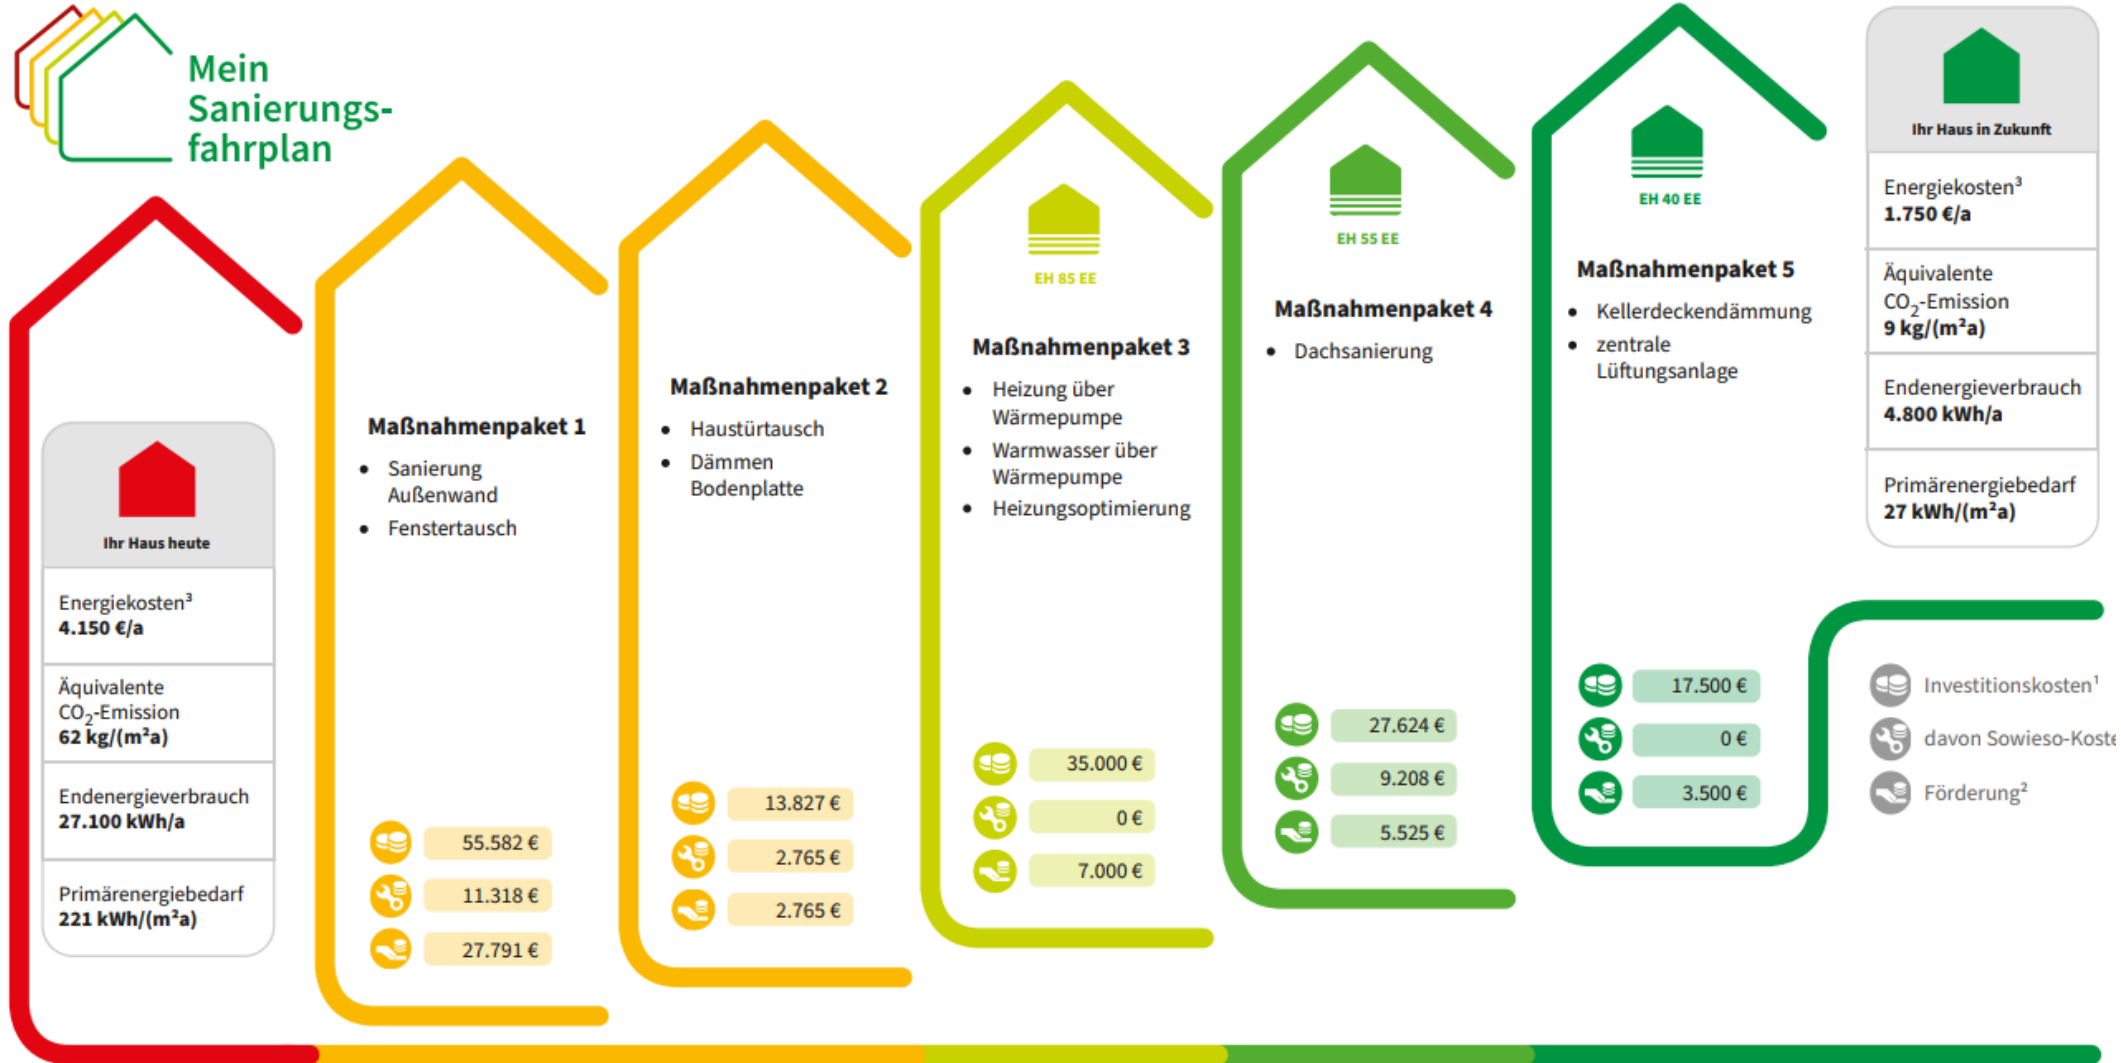 Mein
Sanierungs-
fahrplan
Ihr Haus heute
Energiekosten³
4.150 €/a
Äquivalente
CO₂-Emission
62 kg/(m²a)
Endenergieverbrauch
27.100 kWh/a
Primärenergiebedarf
221 kWh/(m²a)
Maßnahmenpaket 1
• Sanierung
Außenwand
• Fenstertausch
55.582 €
11.318 €
27.791 €
Maßnahmenpaket 2
• Haustürtausch
• Dämmen
Bodenplatte
13.827 €
2.765 €
2.765 €
EH 85 EE
Maßnahmenpaket 3
• Heizung über
Wärmepumpe
• Warmwasser über
Wärmepumpe
• Heizungsoptimierung
35.000 €
0 €
7.000 €
EH 55 EE
Maßnahmenpaket 4
• Dachsanierung
27.624 €
9.208 €
5.525 €
EH 40 EE
Maßnahmenpaket 5
• Kellerdeckendämmung
• zentrale
Lüftungsanlage
17.500 €
0 €
3.500 €
Ihr Haus in Zukunft
Energiekosten³
1.750 €/a
Äquivalente
CO₂-Emission
9 kg/(m²a)
Endenergieverbrauch
4.800 kWh/a
Primärenergiebedarf
27 kWh/(m²a)
Investitionskosten¹
davon Sowieso-Koste
Förderung²